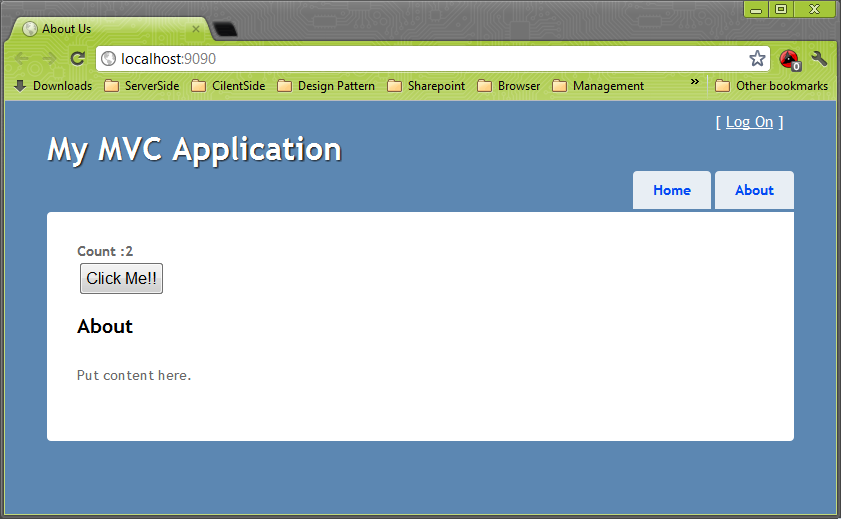 About Us
localhost:9090
Downloads ServerSide CilentSide Design Pattern Sharepoint Browser Management » Other bookmarks
0
[ Log On ]
My MVC Application
Home About
Count :2
Click Me!!
About
Put content here.